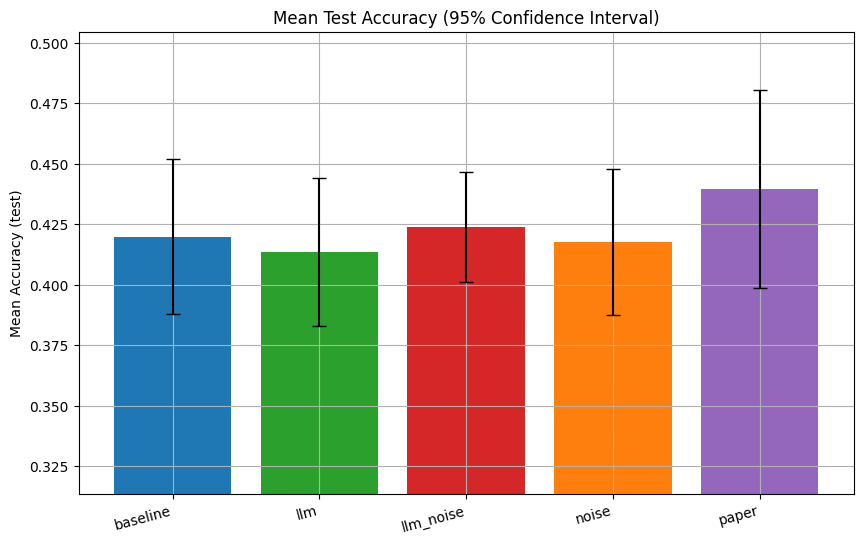 Mean Test Accuracy (95% Confidence Interval)
Mean Accuracy (test)
0.500
0.475
0.450
0.425
0.400
0.375
0.350
0.325
baseline
llm
llm_noise
noise
paper